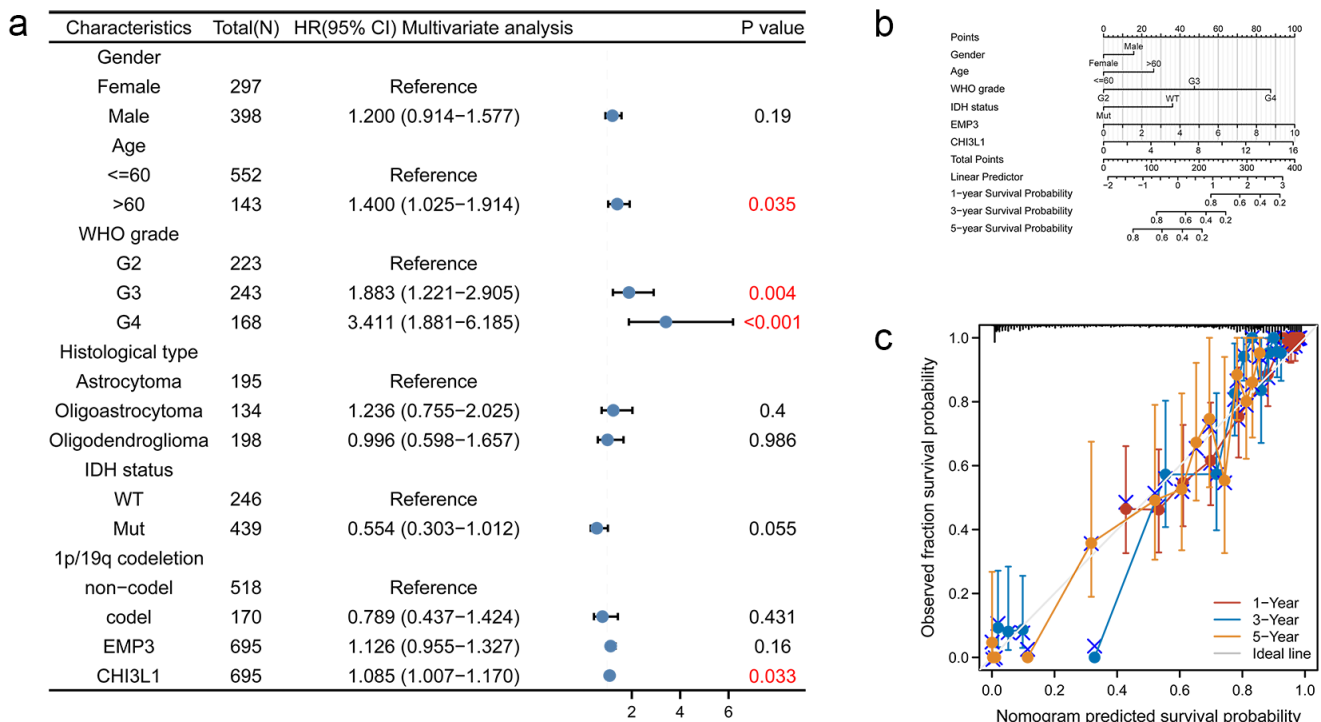 a
Characteristics Total(N) HR(95% CI) Multivariate analysis P value
Gender
Female 297 Reference
Male 398 1.200 (0.914−1.577) 0.19
Age
<=60 552 Reference
>60 143 1.400 (1.025−1.914) 0.035
WHO grade
G2 223 Reference
G3 243 1.883 (1.221−2.905) 0.004
G4 168 3.411 (1.881−6.185) <0.001
Histological type
Astrocytoma 195 Reference
Oligoastrocytoma 134 1.236 (0.755−2.025) 0.4
Oligodendroglioma 198 0.996 (0.598−1.657) 0.986
IDH status
WT 246 Reference
Mut 439 0.554 (0.303−1.012) 0.055
1p/19q codeletion
non−codel 518 Reference
codel 170 0.789 (0.437−1.424) 0.431
EMP3 695 1.126 (0.955−1.327) 0.16
CHI3L1 695 1.085 (1.007−1.170) 0.033
2 4 6
b
Points 0 20 40 60 80 100
Gender Male
Female >60
Age
<=60 G3
WHO grade
G2 WT G4
IDH status
Mut
EMP3
0 2 4 6 8 10
CHI3L1
0 4 8 12 16
Total Points
0 100 200 300 400
Linear Predictor
−2 −1 0 1 2 3
1−year Survival Probability
0.8 0.6 0.4 0.2
3−year Survival Probability
0.8 0.6 0.4 0.2
5−year Survival Probability
0.8 0.6 0.4 0.2
c
Observed fraction survival probability
1.0
0.8
0.6
0.4
0.2
0.0
1−Year
3−Year
5−Year
Ideal line
0.0 0.2 0.4 0.6 0.8 1.0
Nomogram predicted survival probability